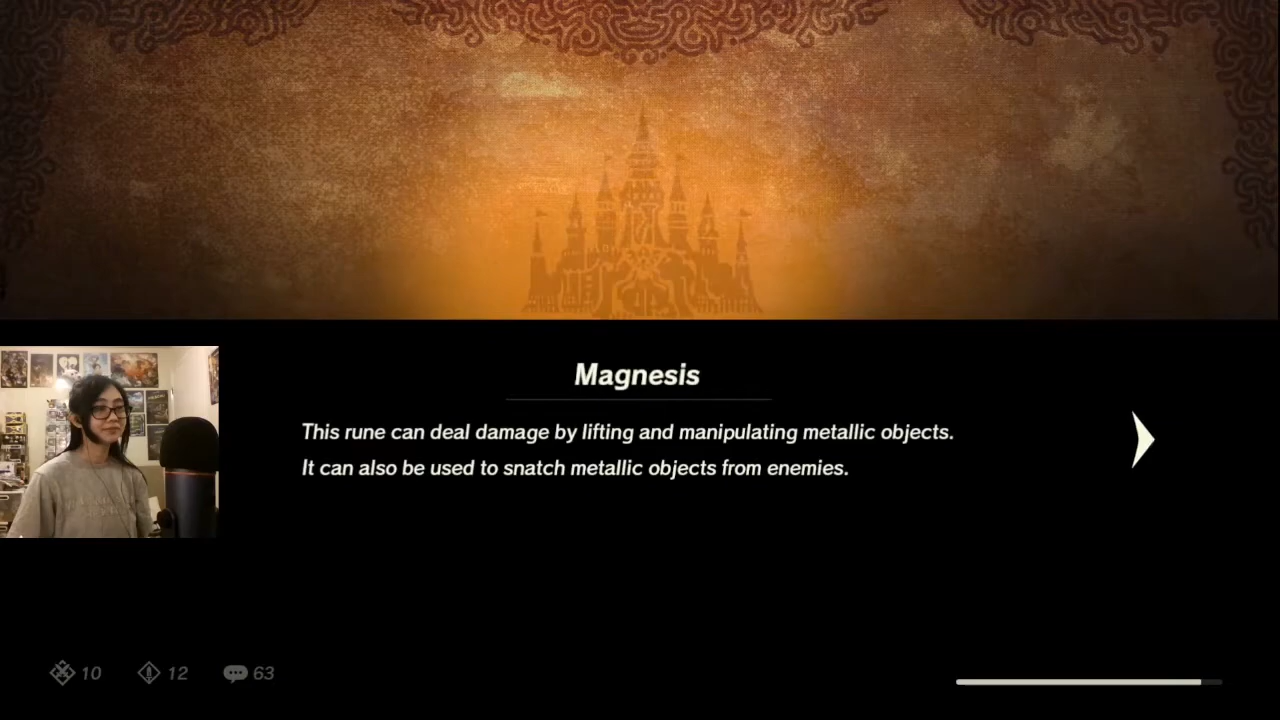 Magnesis
This rune can deal damage by lifting and manipulating metallic objects.
It can also be used to snatch metallic objects from enemies.
10 12 63